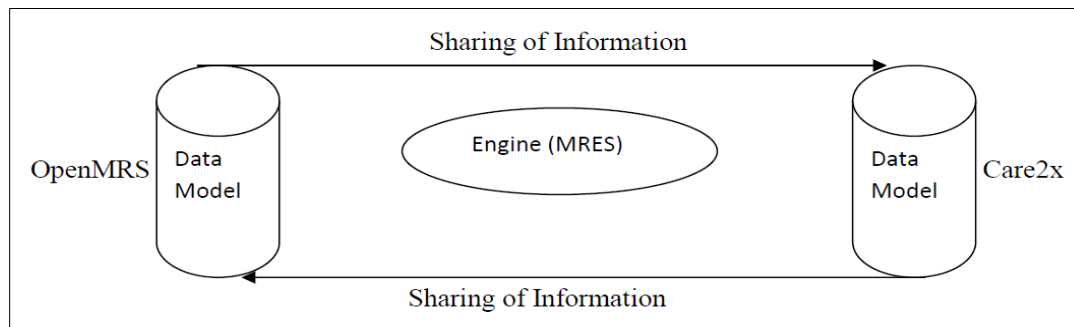 Sharing of Information
Engine (MRES)
OpenMRS
Data
Model
Data
Model
Care2x
Sharing of Information